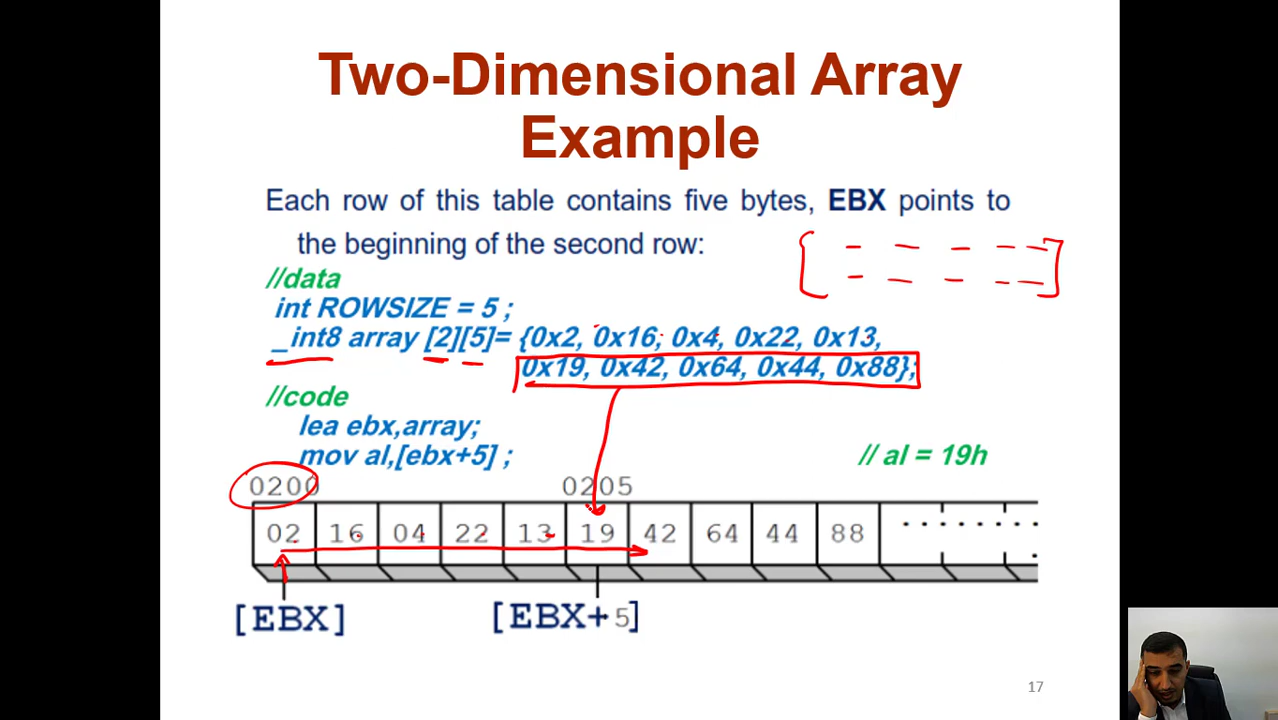 Two-Dimensional Array
Example
Each row of this table contains five bytes, EBX points to
the beginning of the second row:
//data
int ROWSIZE = 5 ;
_int8 array [2][5]= {0x2, 0x16, 0x4, 0x22, 0x13,
0x19, 0x42, 0x64, 0x44, 0x88};
//code
lea ebx,array;
mov al,[ebx+5] ; // al = 19h
0200 0205
02 16 04 22 13 19 42 64 44 88
[EBX] [EBX+5]
17